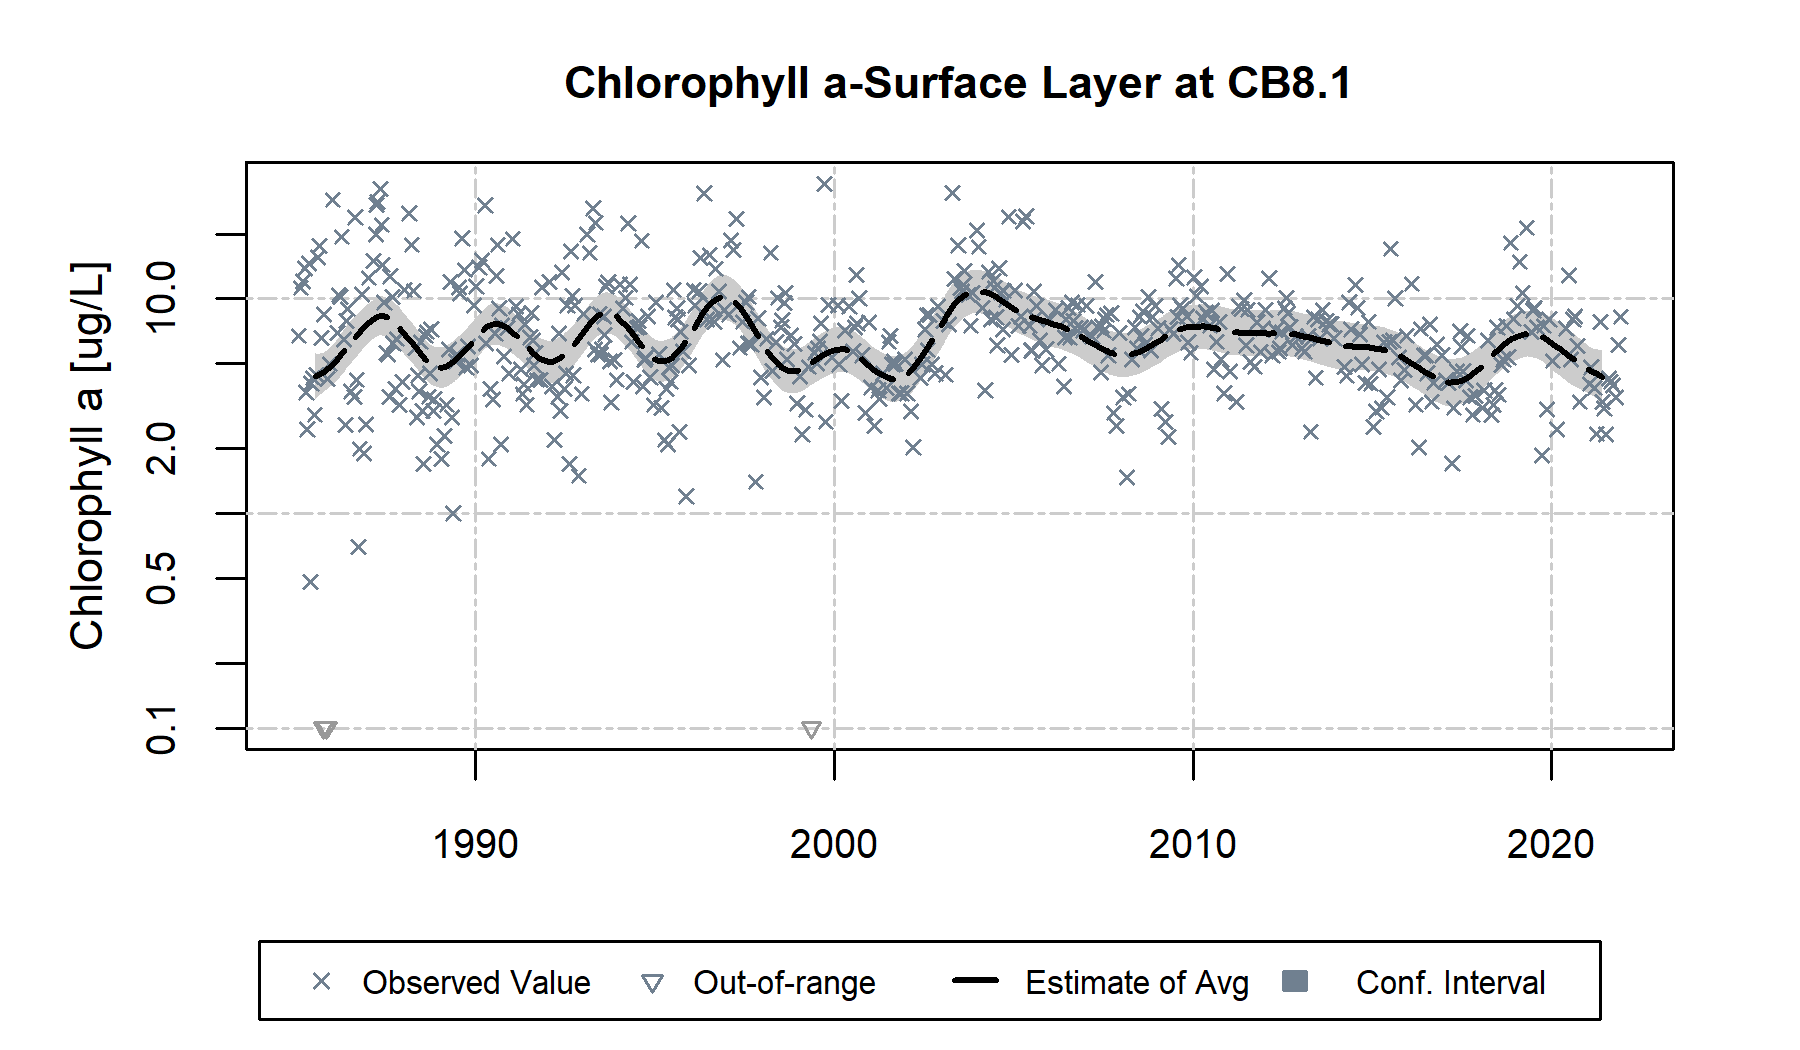 Chlorophyll a-Surface Layer at CB8.1
Chlorophyll a [ug/L]
10.0
2.0
0.5
0.1
1990 2000 2010 2020
Observed Value Out-of-range Estimate of Avg Conf. Interval